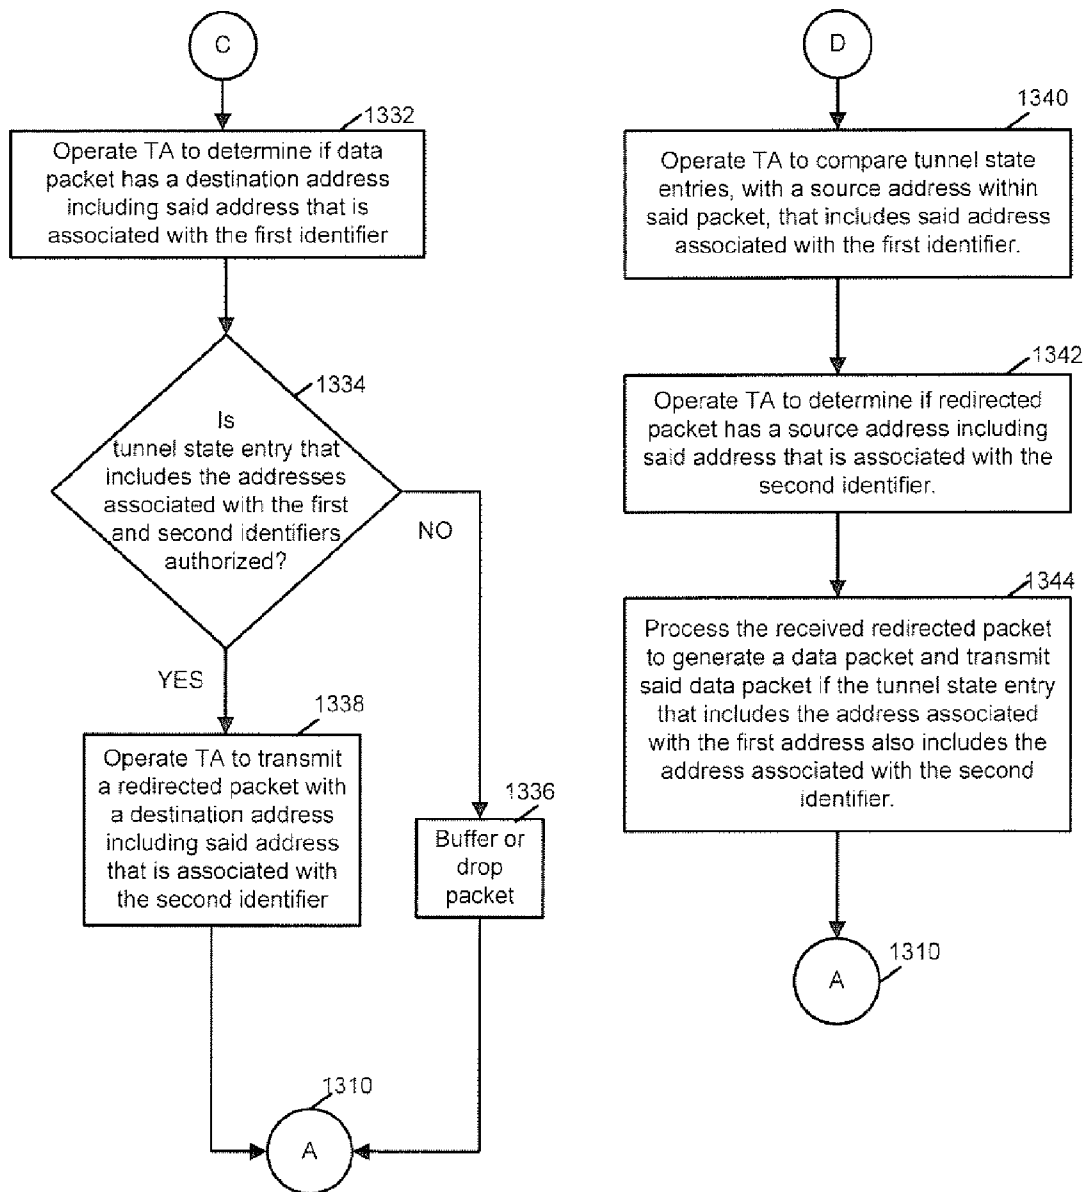 C
1332
Operate TA to determine if data
packet has a destination address
including said address that is
associated with the first identifier
1334
Is
tunnel state entry that
includes the addresses
associated with the first
and second identifiers
authorized?
NO
YES
1338
Operate TA to transmit
a redirected packet with
a destination address
including said address
that is associated with
the second identifier
1336
Buffer or
drop
packet
1310
A
D
1340
Operate TA to compare tunnel state
entries, with a source address within
said packet, that includes said address
associated with the first identifier.
1342
Operate TA to determine if redirected
packet has a source address including
said address that is associated with the
second identifier.
1344
Process the received redirected packet
to generate a data packet and transmit
said data packet if the tunnel state entry
that includes the address associated
with the first address also includes the
address associated with the second
identifier.
1310
A